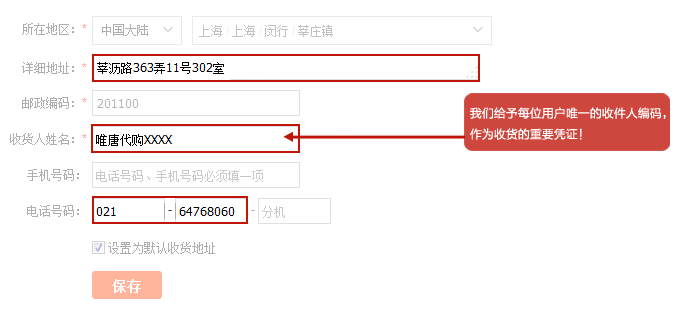 所在地区：* 中国大陆 上海 / 上海 / 闵行 / 莘庄镇
详细地址：* 莘沥路363弄11号302室
邮政编码：* 201100
我们给予每位用户唯一的收件人编码，
作为收货的重要凭证！
收货人姓名：* 唯唐代购XXXX
手机号码： 电话号码、手机号码必须填一项
电话号码： 021 - 64768060 - 分机
设置为默认收货地址
保存